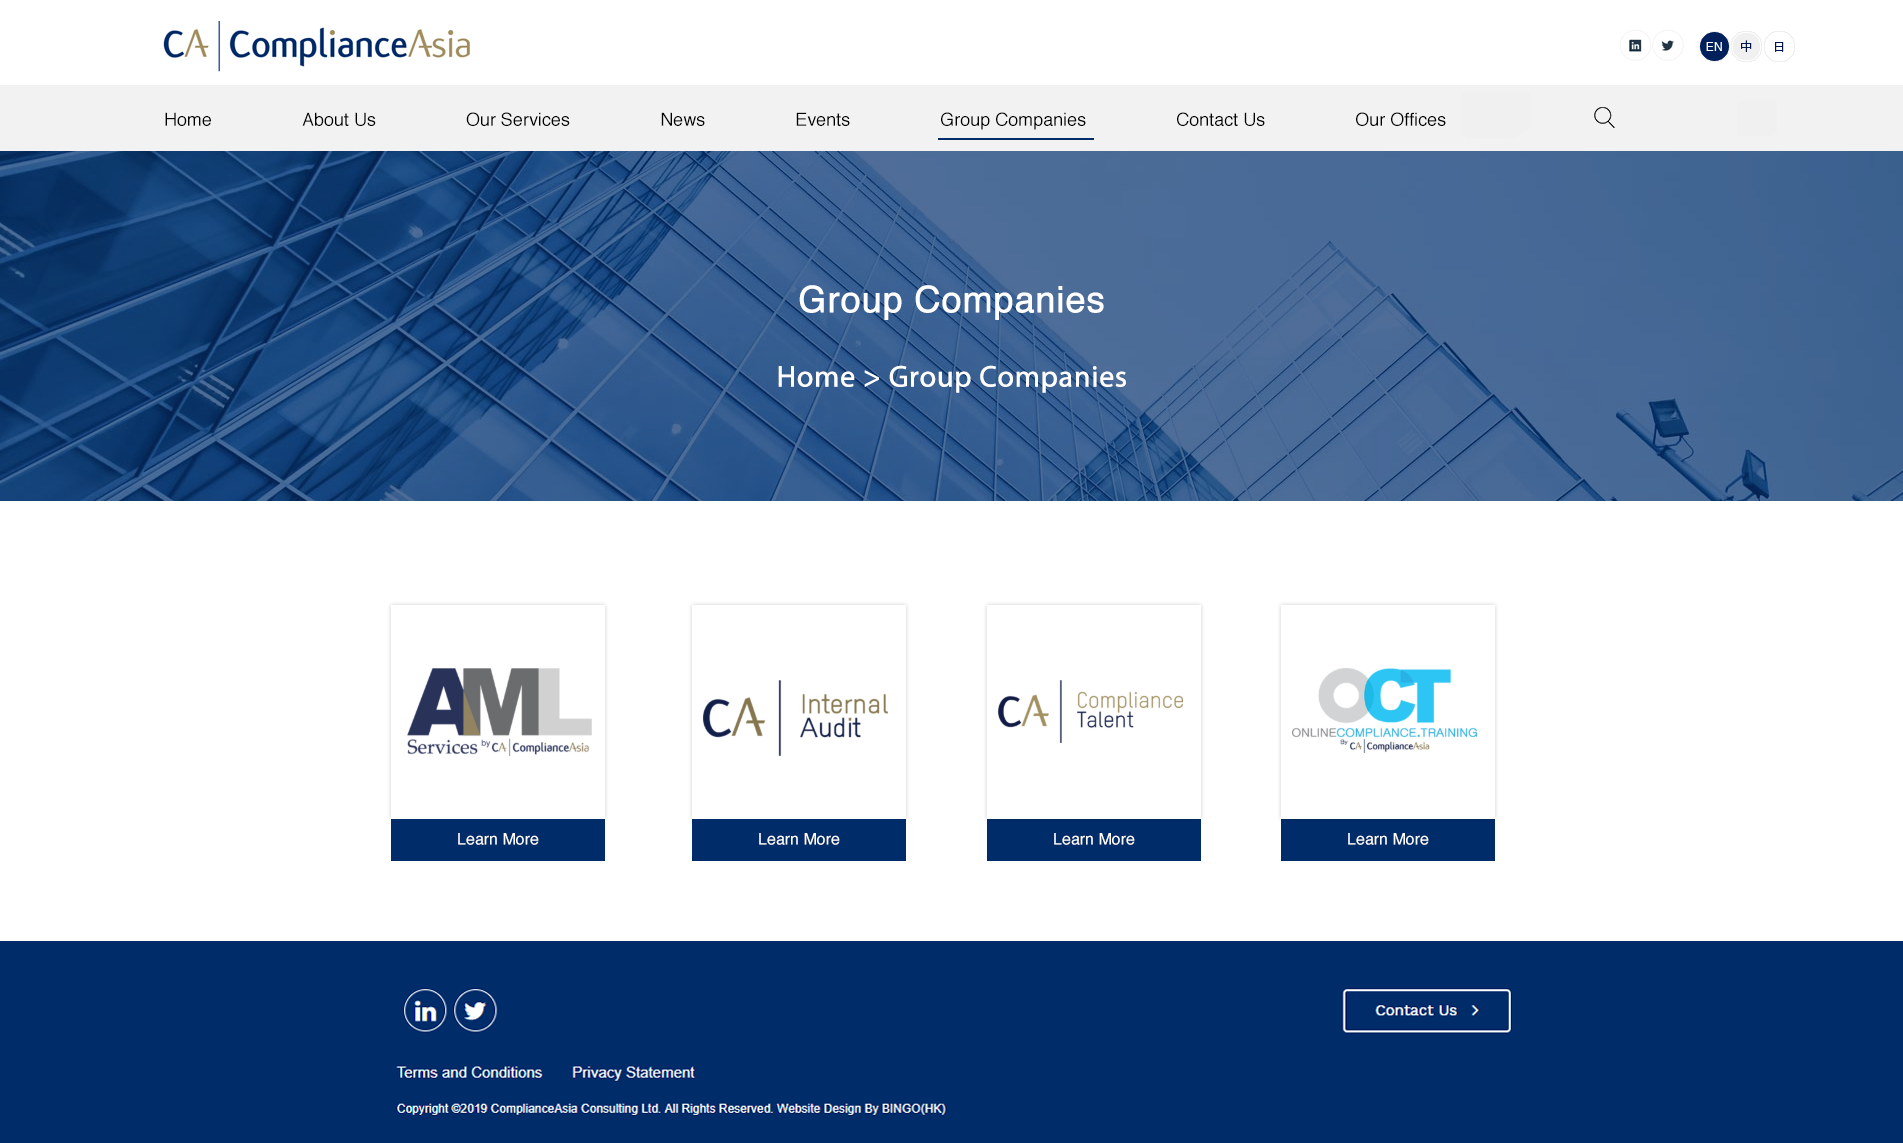 CA | ComplianceAsia
EN 中 日
Home About Us Our Services News Events Group Companies Contact Us Our Offices
Group Companies
Home > Group Companies
AML
Services by CA | ComplianceAsia
CA | Internal Audit
CA | Compliance Talent
OCT
ONLINECOMPLIANCE.TRAINING
By CA | ComplianceAsia
Learn More Learn More Learn More Learn More
in
Contact Us >
Terms and Conditions Privacy Statement
Copyright ©2019 ComplianceAsia Consulting Ltd. All Rights Reserved. Website Design By BINGO(HK)